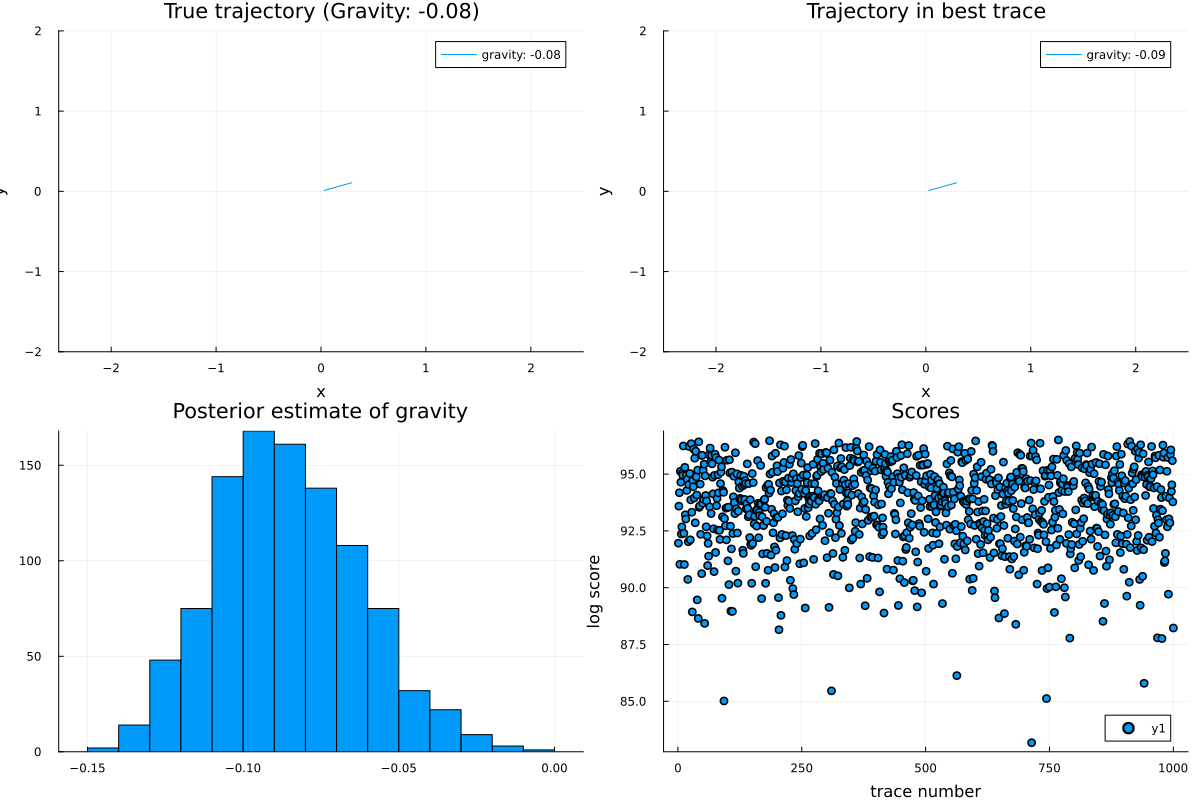 True trajectory (Gravity: -0.08)
2
1
0
−1
−2
y
gravity: -0.08
−2
−1
0
1
2
x
Trajectory in best trace
2
1
0
−1
−2
y
gravity: -0.09
−2
−1
0
1
2
x
Posterior estimate of gravity
150
100
50
0
−0.15
−0.10
−0.05
0.00
Scores
95.0
92.5
90.0
87.5
85.0
log score
y1
0
250
500
750
1000
trace number